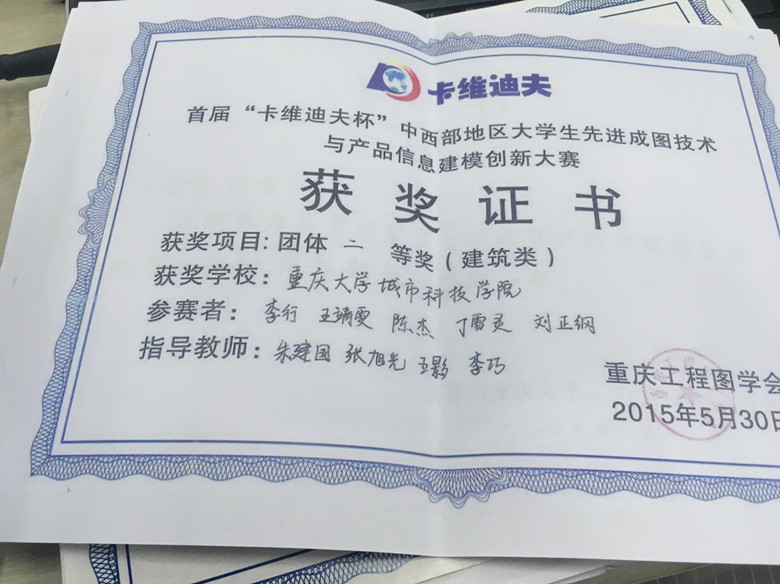 卡维迪夫
首届“卡维迪夫杯”中西部地区大学生先进成图技术
与产品信息建模创新大赛
获奖证书
获奖项目:团体 二 等奖(建筑类)
获奖学校:重庆大学城市科技学院
参赛者:李行 王靖雯 陈杰 丁雷灵 刘正纲
指导教师:朱建国 张旭光 王影 李巧
重庆工程图学会
2015年5月30日